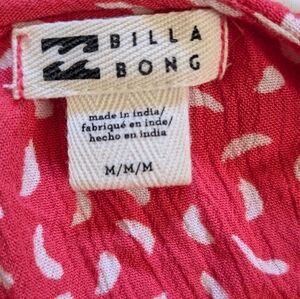 BILLA
BONG
made in india/
fabriqué en inde/
hecho en india
M/M/M